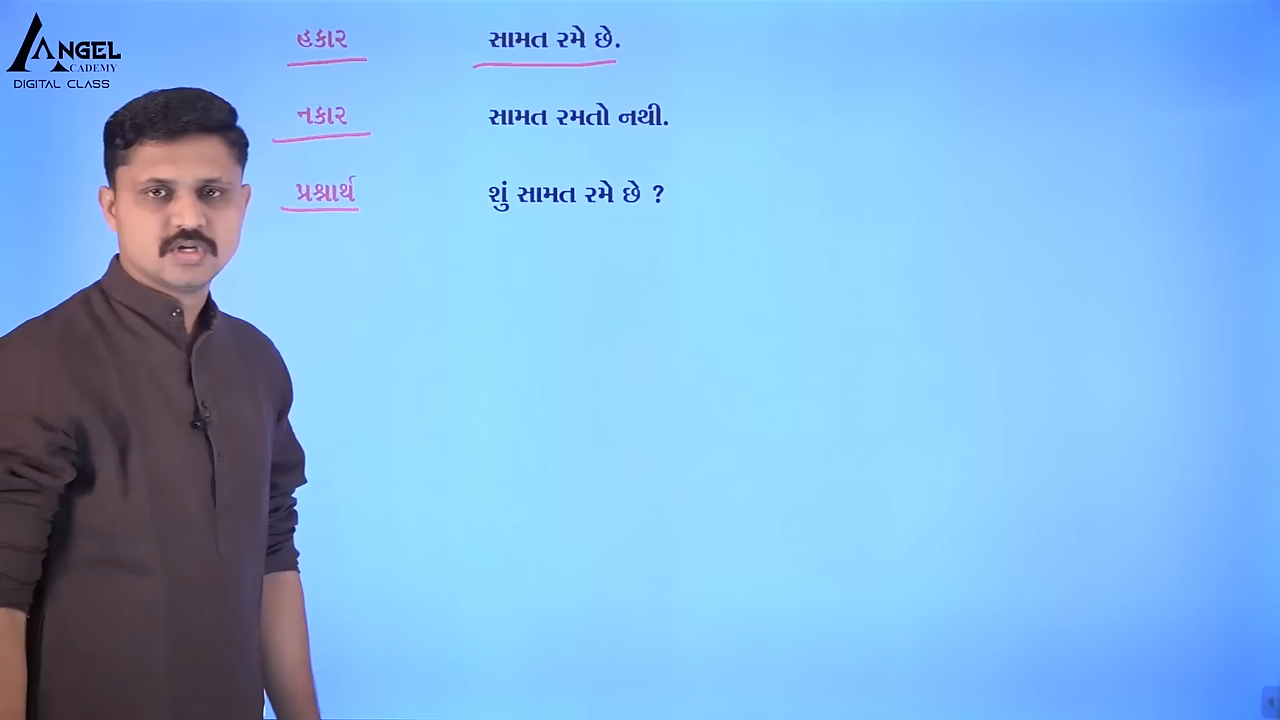 ANGEL
ACADEMY
DIGITAL CLASS
હકાર સામત રમે છે.
નકાર સામત રમતો નથી.
પ્રશ્નાર્થ શું સામત રમે છે ?